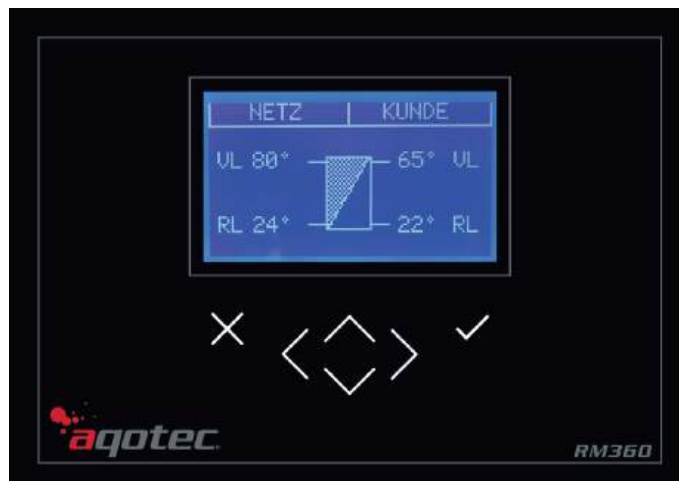 NETZ | KUNDE
VL 80° 65° VL
RL 24° 22° RL
aqotec
RM360